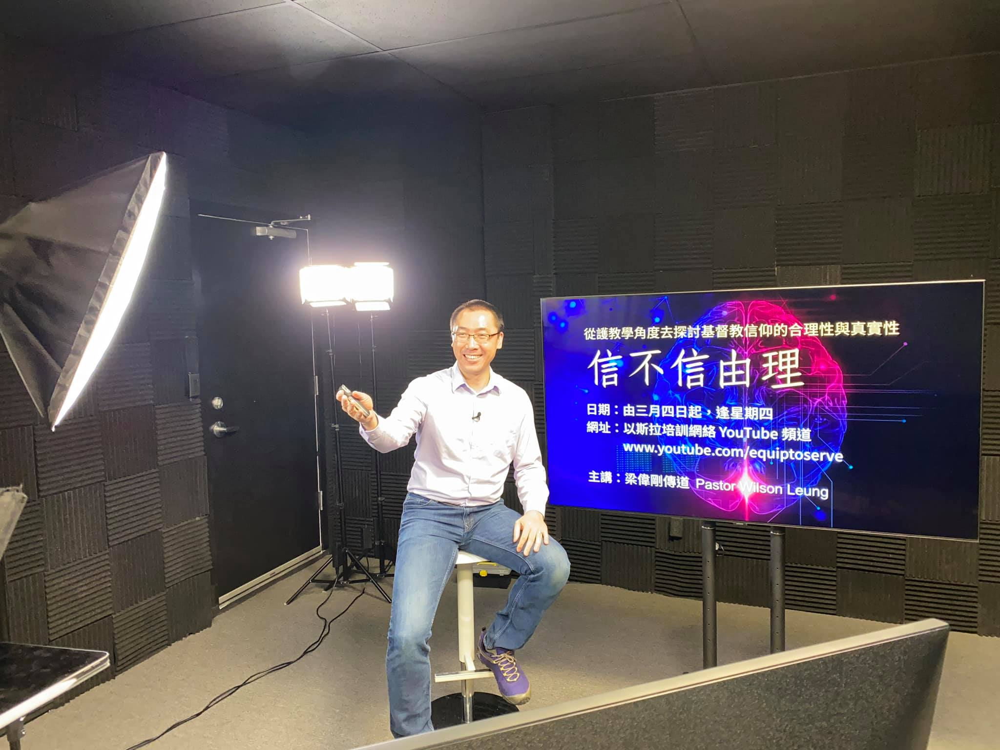 從護教學角度去探討基督教信仰的合理性與真實性
信不信由理
日期：由三月四日起，逢星期四
網址：以斯拉培訓網絡 YouTube 頻道
www.youtube.com/equiptoserve
主講：梁偉剛傳道 Pastor Wilson Leung